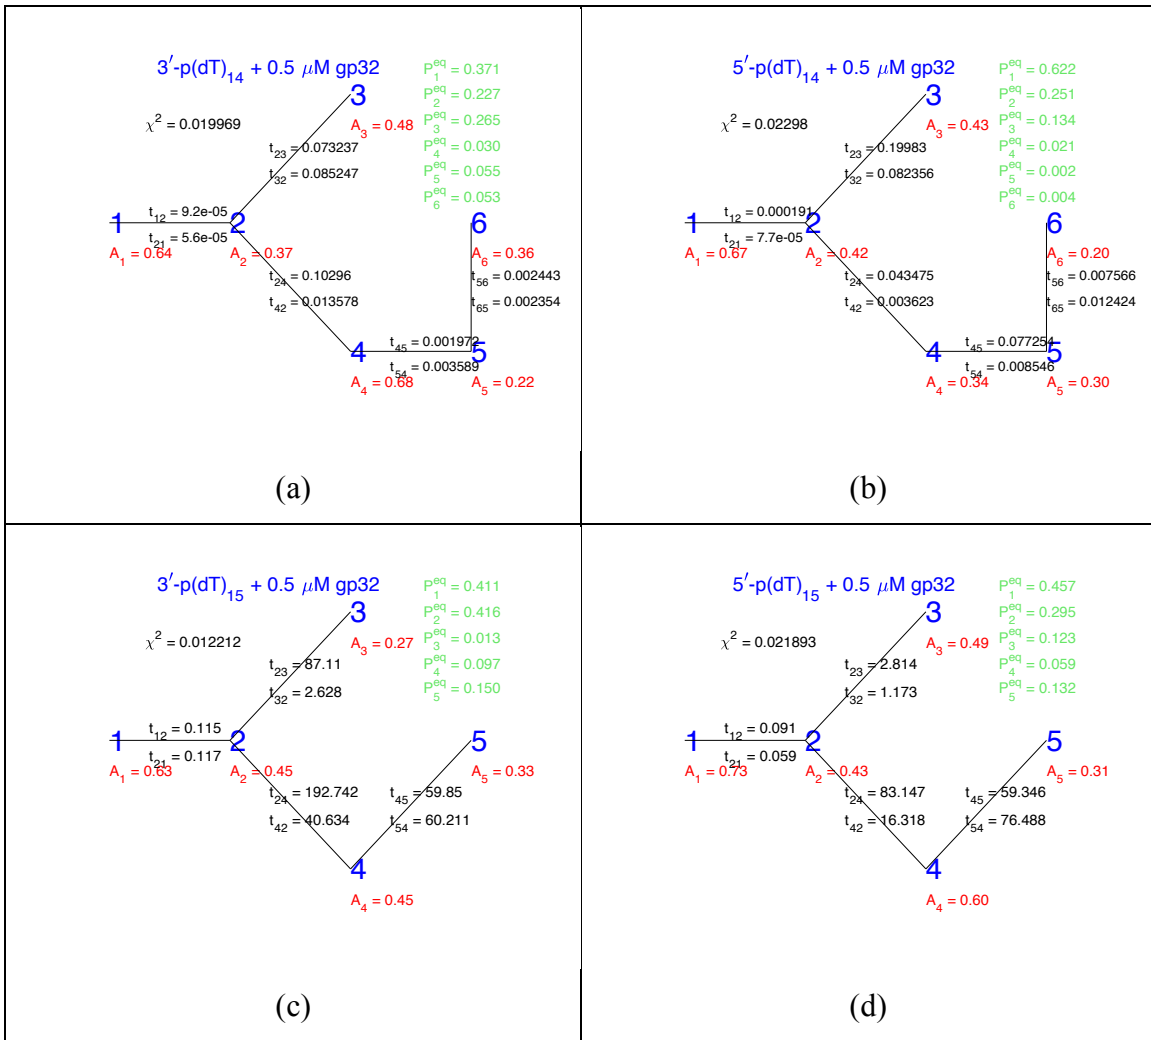 3′-p(dT)14 + 0.5 μM gp32
χ2 = 0.019969
P1eq = 0.371
P2eq = 0.227
P3eq = 0.265
P4eq = 0.030
P5eq = 0.055
P6eq = 0.053
3
A3 = 0.48
t23 = 0.073237
t32 = 0.085247
1
t12 = 9.2e-05
2
6
t21 = 5.6e-05
A1 = 0.64
A2 = 0.37
A6 = 0.36
t24 = 0.10296
t56 = 0.002443
t42 = 0.013578
t65 = 0.002354
4
t45 = 0.001972
5
t54 = 0.003589
A4 = 0.68
A5 = 0.22
(a)
5′-p(dT)14 + 0.5 μM gp32
χ2 = 0.02298
P1eq = 0.622
P2eq = 0.251
P3eq = 0.134
P4eq = 0.021
P5eq = 0.002
P6eq = 0.004
3
A3 = 0.43
t23 = 0.19983
t32 = 0.082356
1
t12 = 0.000191
2
6
t21 = 7.7e-05
A1 = 0.67
A2 = 0.42
A6 = 0.20
t24 = 0.043475
t56 = 0.007566
t42 = 0.003623
t65 = 0.012424
4
t45 = 0.077254
5
t54 = 0.008546
A4 = 0.34
A5 = 0.30
(b)
3′-p(dT)15 + 0.5 μM gp32
χ2 = 0.012212
P1eq = 0.411
P2eq = 0.416
P3eq = 0.013
P4eq = 0.097
P5eq = 0.150
3
A3 = 0.27
t23 = 87.11
t32 = 2.628
1
t12 = 0.115
2
5
t21 = 0.117
A1 = 0.63
A2 = 0.45
A5 = 0.33
t24 = 192.742
t45 = 59.85
t42 = 40.634
t54 = 60.211
4
A4 = 0.45
(c)
5′-p(dT)15 + 0.5 μM gp32
χ2 = 0.021893
P1eq = 0.457
P2eq = 0.295
P3eq = 0.123
P4eq = 0.059
P5eq = 0.132
3
A3 = 0.49
t23 = 2.814
t32 = 1.173
1
t12 = 0.091
2
5
t21 = 0.059
A1 = 0.73
A2 = 0.43
A5 = 0.31
t24 = 83.147
t45 = 59.346
t42 = 16.318
t54 = 76.488
4
A4 = 0.60
(d)